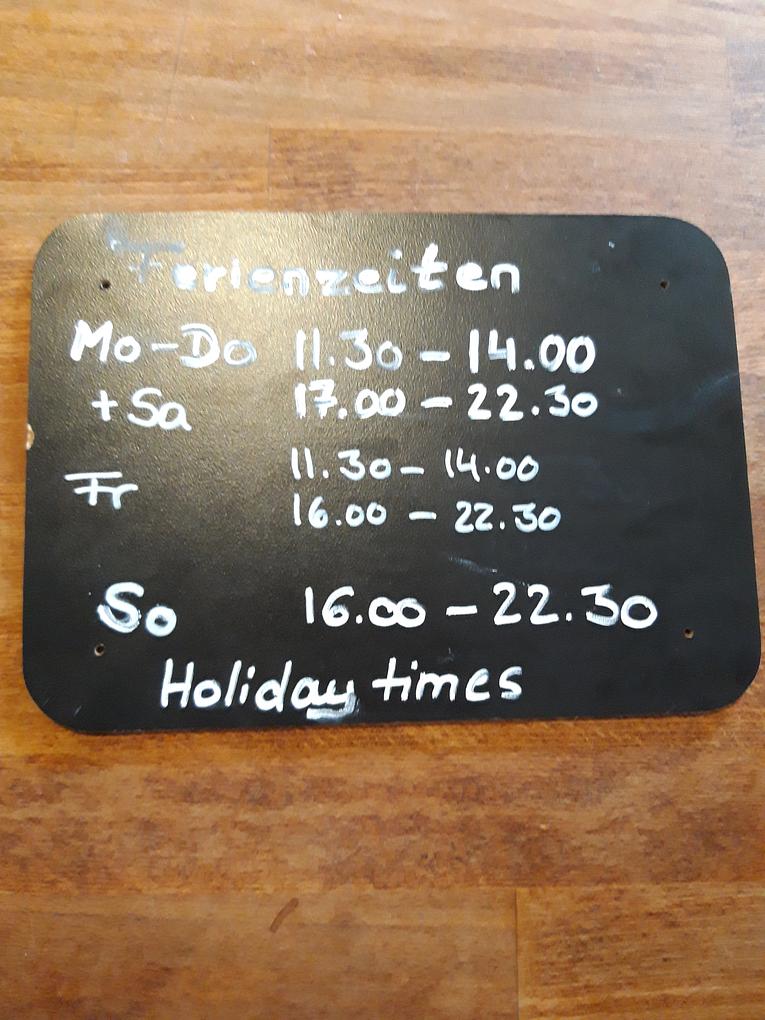 Ferienzeiten
Mo-Do 11.30 - 14.00
+ Sa 17.00 - 22.30
Fr 11.30 - 14.00
16.00 - 22.30
So 16.00 - 22.30
Holiday times